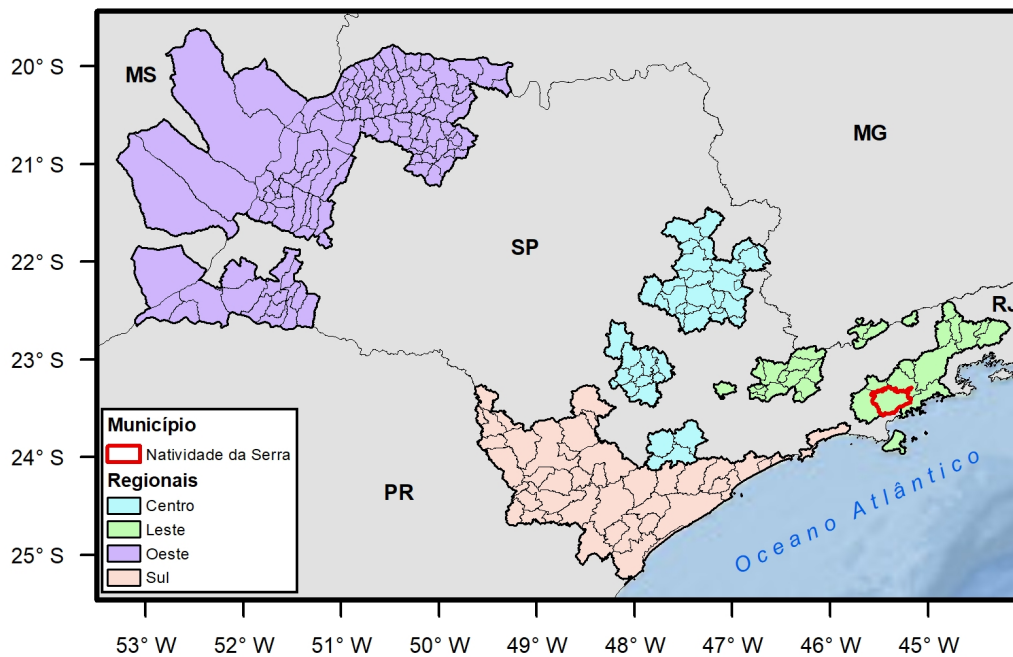 20° S
21° S
22° S
23° S
24° S
25° S
MS
MG
SP
RJ
PR
Oceano Atlântico
Município
Natividade da Serra
Regionais
Centro
Leste
Oeste
Sul
53° W 52° W 51° W 50° W 49° W 48° W 47° W 46° W 45° W